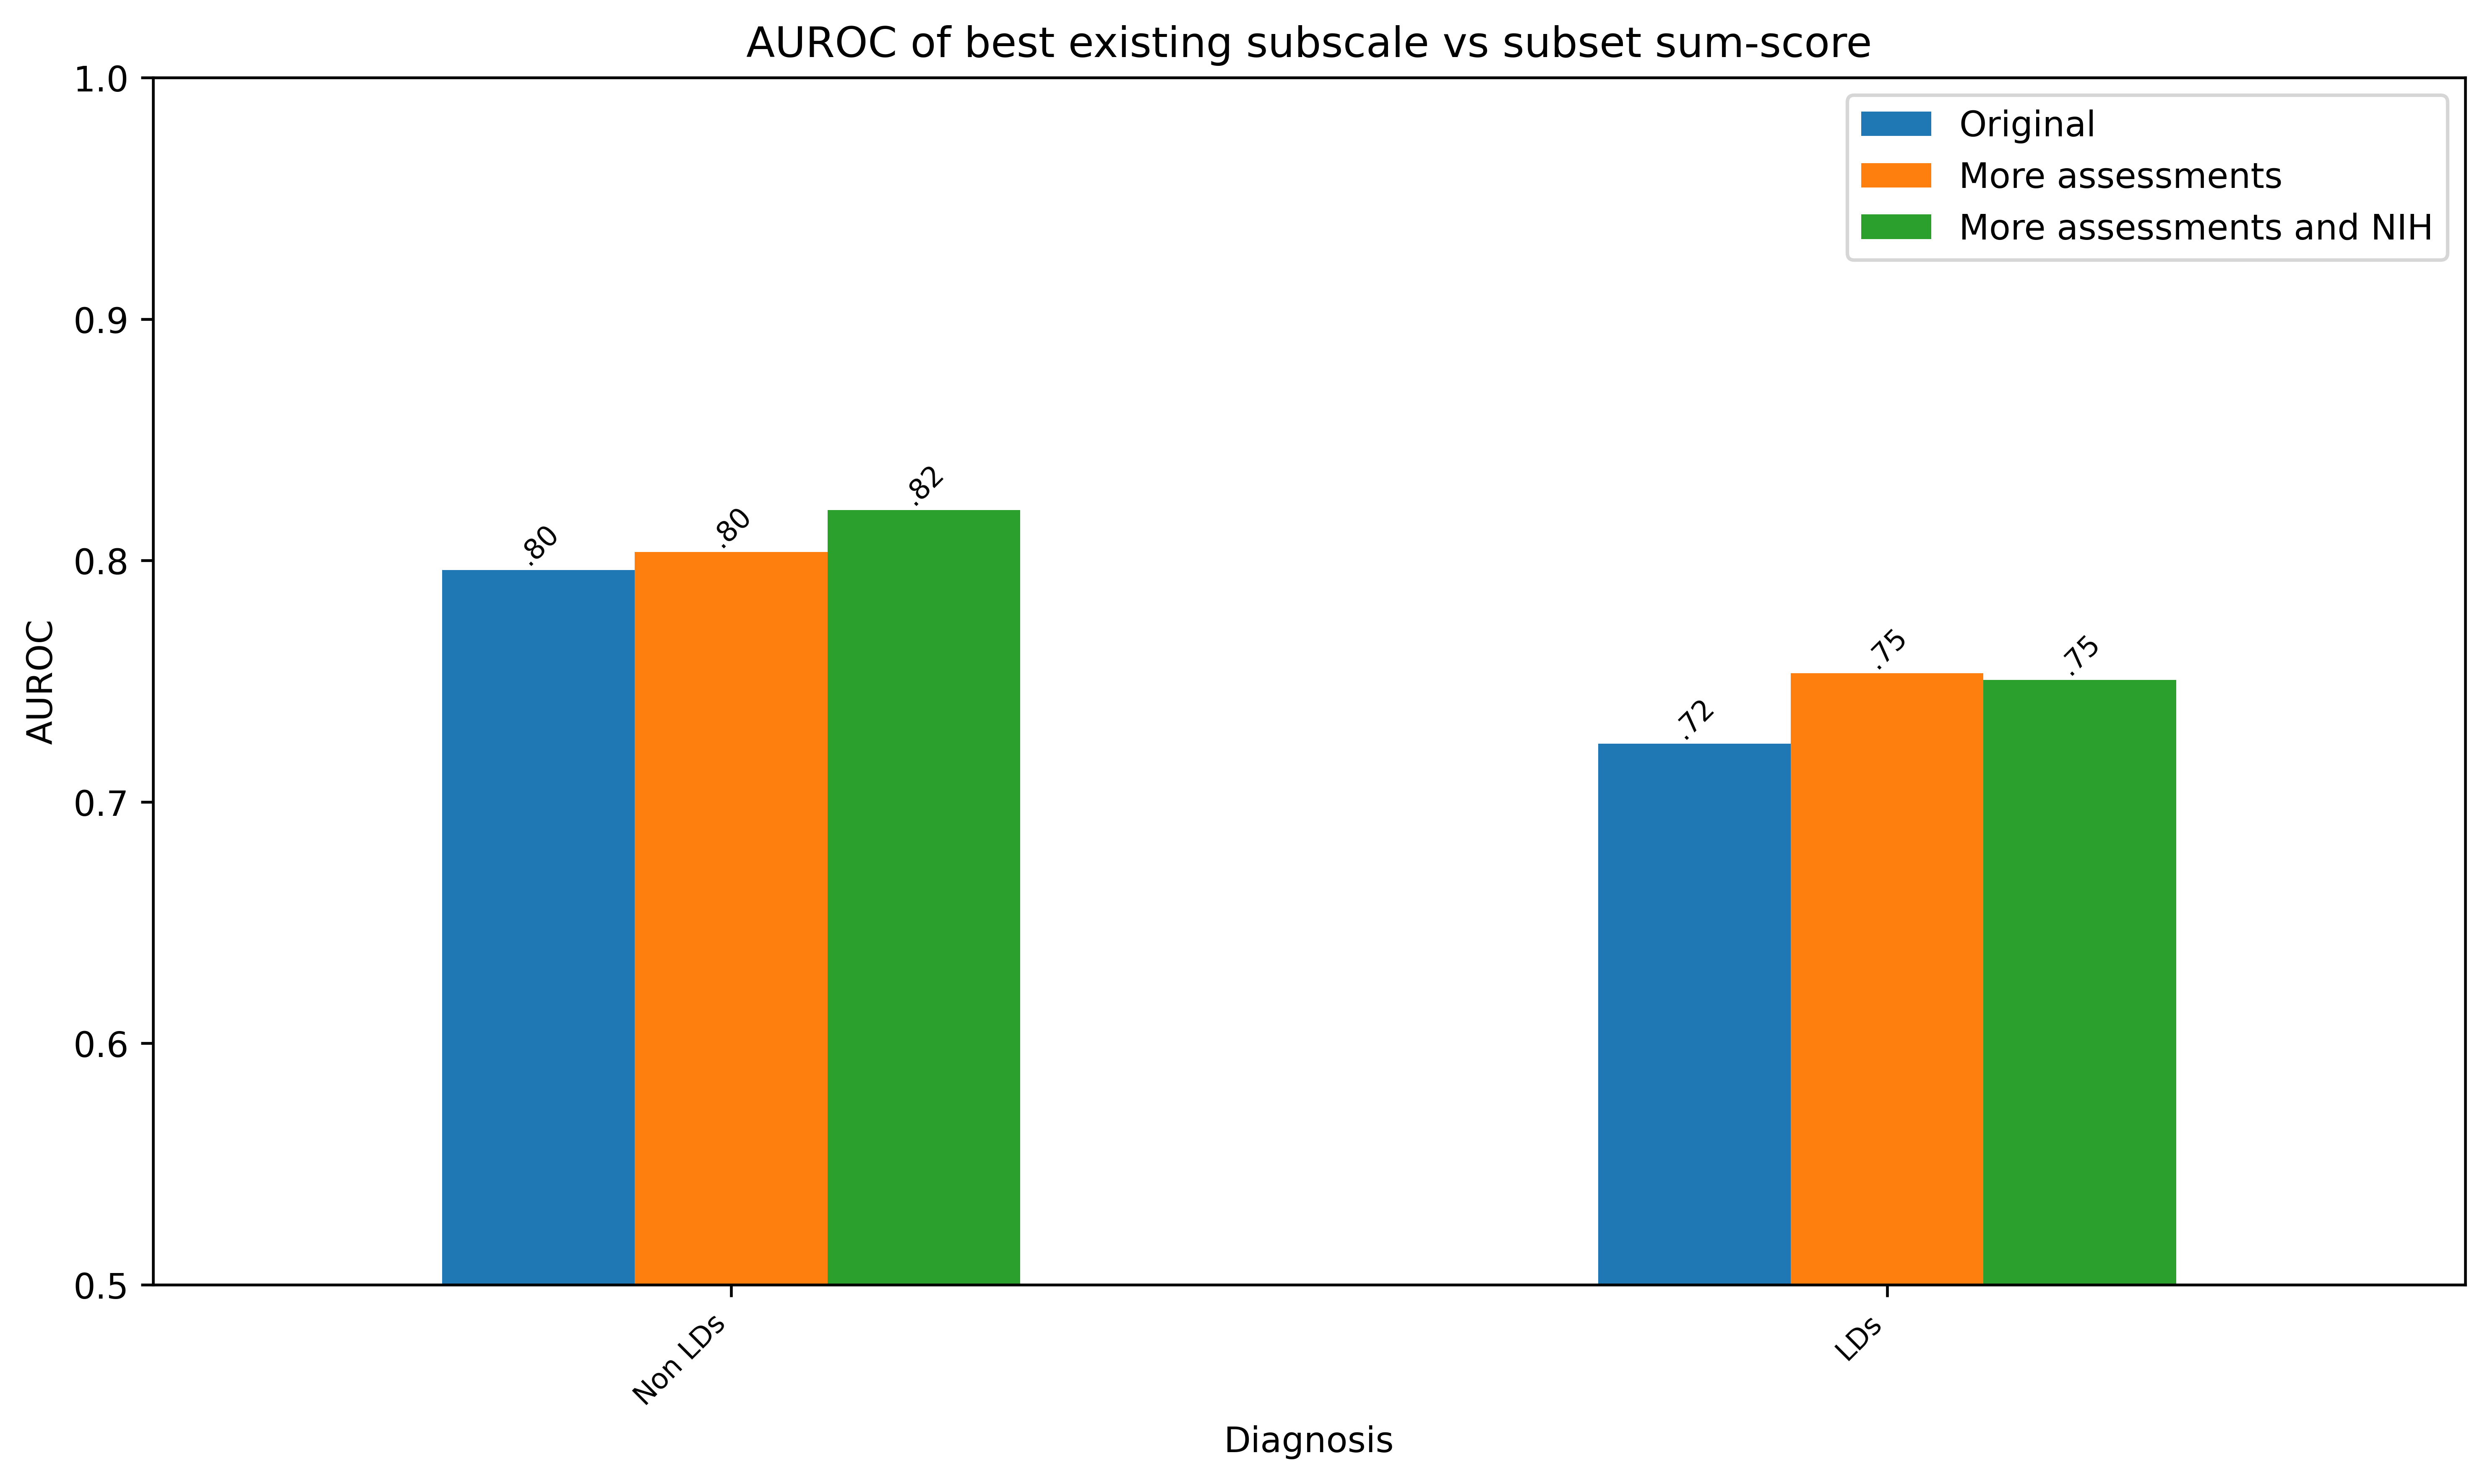 AUROC of best existing subscale vs subset sum-score
1.0
0.9
0.8
0.7
0.6
0.5
AUROC
Original
More assessments
More assessments and NIH
.80
.80
.82
.72
.75
.75
Non LDs
LDs
Diagnosis